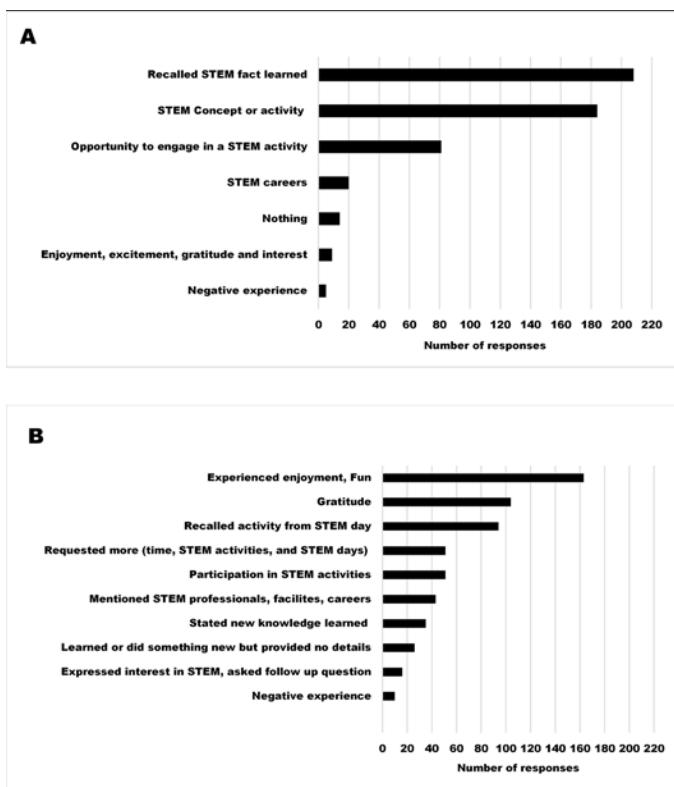 A
Recalled STEM fact learned
STEM Concept or activity
Opportunity to engage in a STEM activity
STEM careers
Nothing
Enjoyment, excitement, gratitude and interest
Negative experience
0 20 40 60 80 100 120 140 160 180 200 220
Number of responses
B
Experienced enjoyment, Fun
Gratitude
Recalled activity from STEM day
Requested more (time, STEM activities, and STEM days)
Participation in STEM activities
Mentioned STEM professionals, facilites, careers
Stated new knowledge learned
Learned or did something new but provided no details
Expressed interest in STEM, asked follow up question
Negative experience
0 20 40 60 80 100 120 140 160 180 200 220
Number of responses